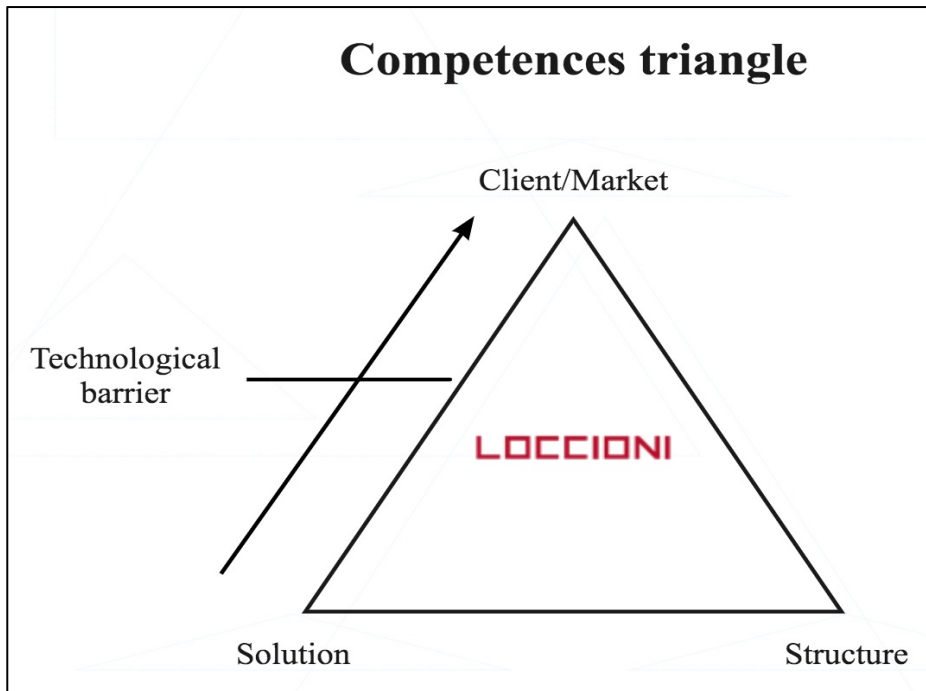 Competences triangle
Client/Market
Technological
barrier
LOCCIONI
Solution
Structure